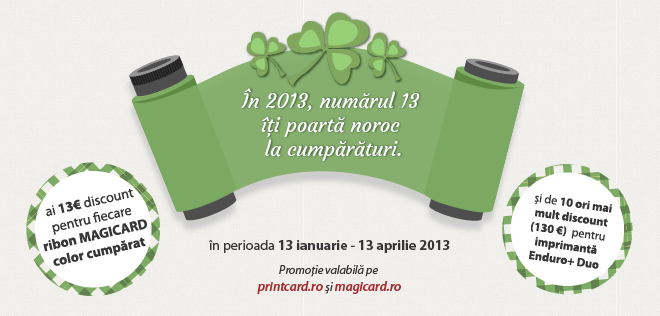 În 2013, numărul 13
îți poartă noroc
la cumpărături.
ai 13€ discount
pentru fiecare
ribon MAGICARD
color cumpărat
și de 10 ori mai
mult discount
(130 €) pentru
imprimantă
Enduro+ Duo
în perioada 13 ianuarie - 13 aprilie 2013
Promoție valabilă pe
printcard.ro și magicard.ro